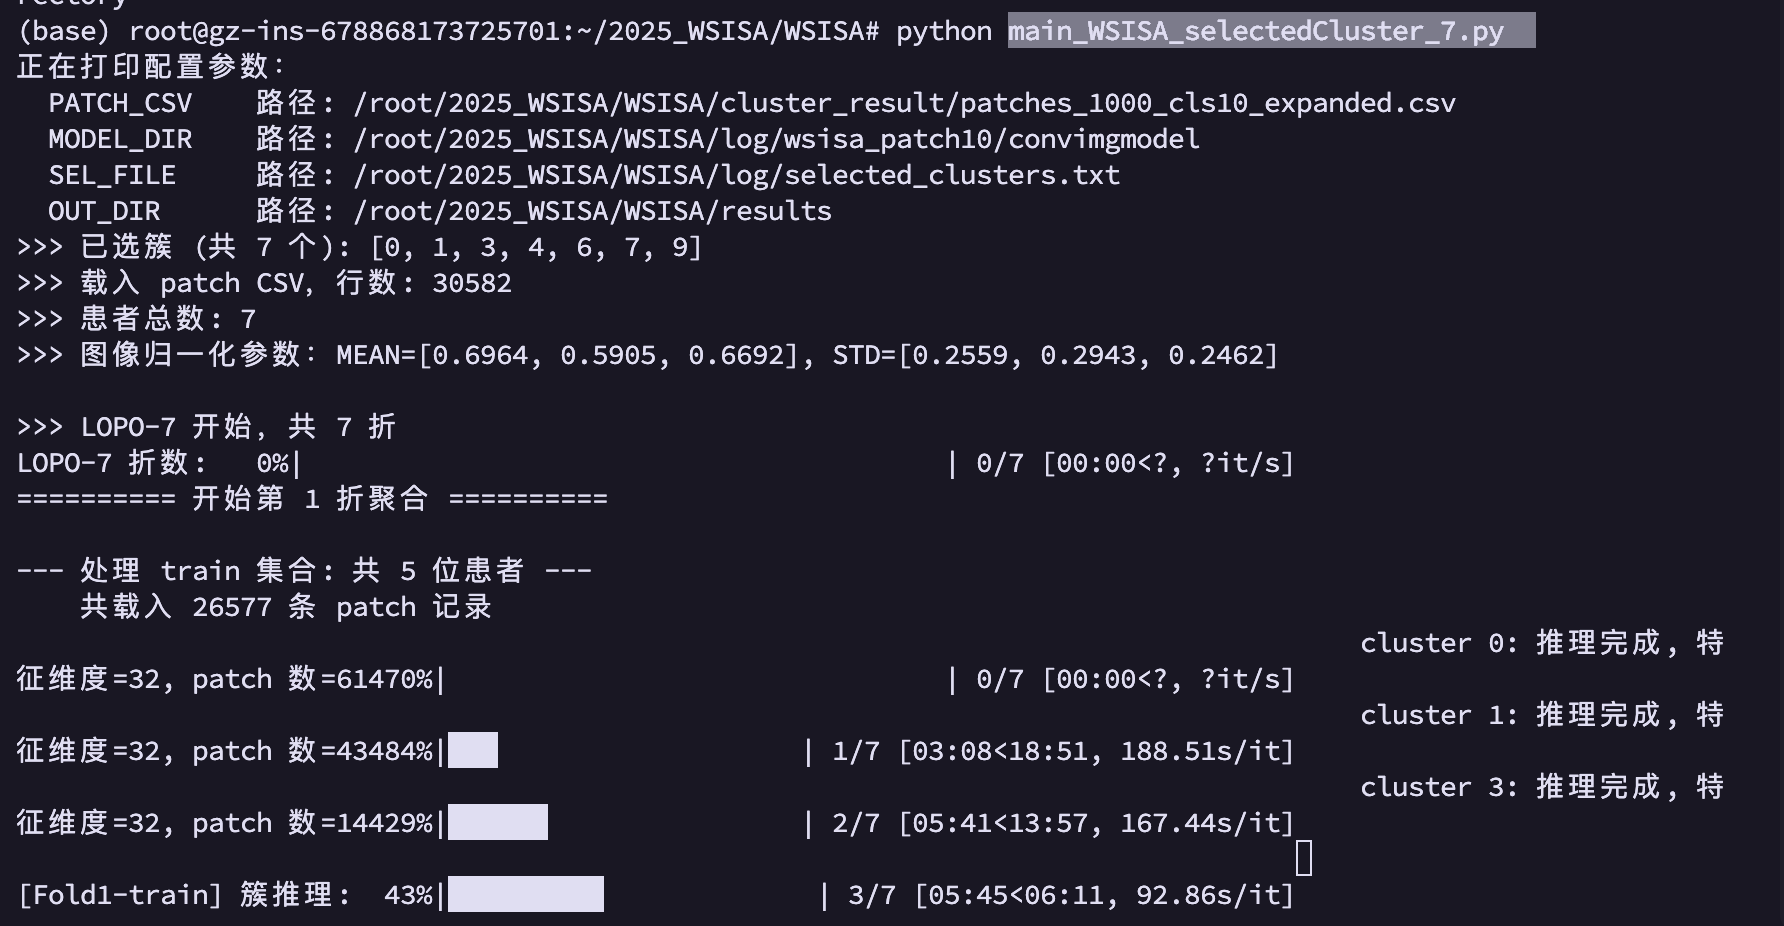 (base) root@gz-ins-678868173725701:~/2025_WSISA/WSISA# python main_WSISA_selectedCluster_7.py
正在打印配置参数：
PATCH_CSV 路径: /root/2025_WSISA/WSISA/cluster_result/patches_1000_cls10_expanded.csv
MODEL_DIR 路径: /root/2025_WSISA/WSISA/log/wsisa_patch10/convimgmodel
SEL_FILE 路径: /root/2025_WSISA/WSISA/log/selected_clusters.txt
OUT_DIR 路径: /root/2025_WSISA/WSISA/results
>>> 已选簇 (共 7 个): [0, 1, 3, 4, 6, 7, 9]
>>> 载入 patch CSV, 行数: 30582
>>> 患者总数: 7
>>> 图像归一化参数: MEAN=[0.6964, 0.5905, 0.6692], STD=[0.2559, 0.2943, 0.2462]
>>> LOPO-7 开始, 共 7 折
LOPO-7 折数: 0%| | 0/7 [00:00<?, ?it/s]
========== 开始第 1 折聚合 ==========
--- 处理 train 集合: 共 5 位患者 ---
共载入 26577 条 patch 记录
cluster 0: 推理完成, 特
征维度=32, patch 数=61470%| | 0/7 [00:00<?, ?it/s]
cluster 1: 推理完成, 特
征维度=32, patch 数=43484%| | 1/7 [03:08<18:51, 188.51s/it]
cluster 3: 推理完成, 特
征维度=32, patch 数=14429%| | 2/7 [05:41<13:57, 167.44s/it]
[Fold1-train] 簇推理: 43%| | 3/7 [05:45<06:11, 92.86s/it]